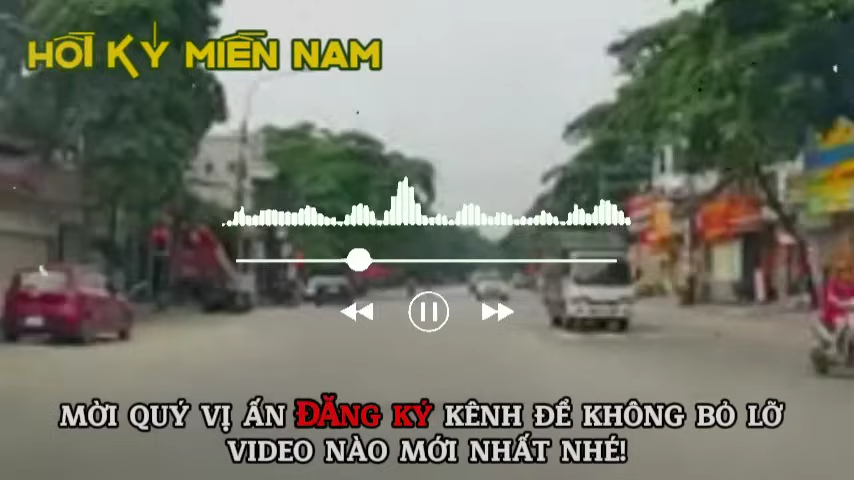 HỒI KÝ MIỀN NAM
MỜI QUÝ VỊ ẤN ĐĂNG KÝ KÊNH ĐỂ KHÔNG BỎ LỠ
VIDEO NÀO MỚI NHẤT NHÉ!